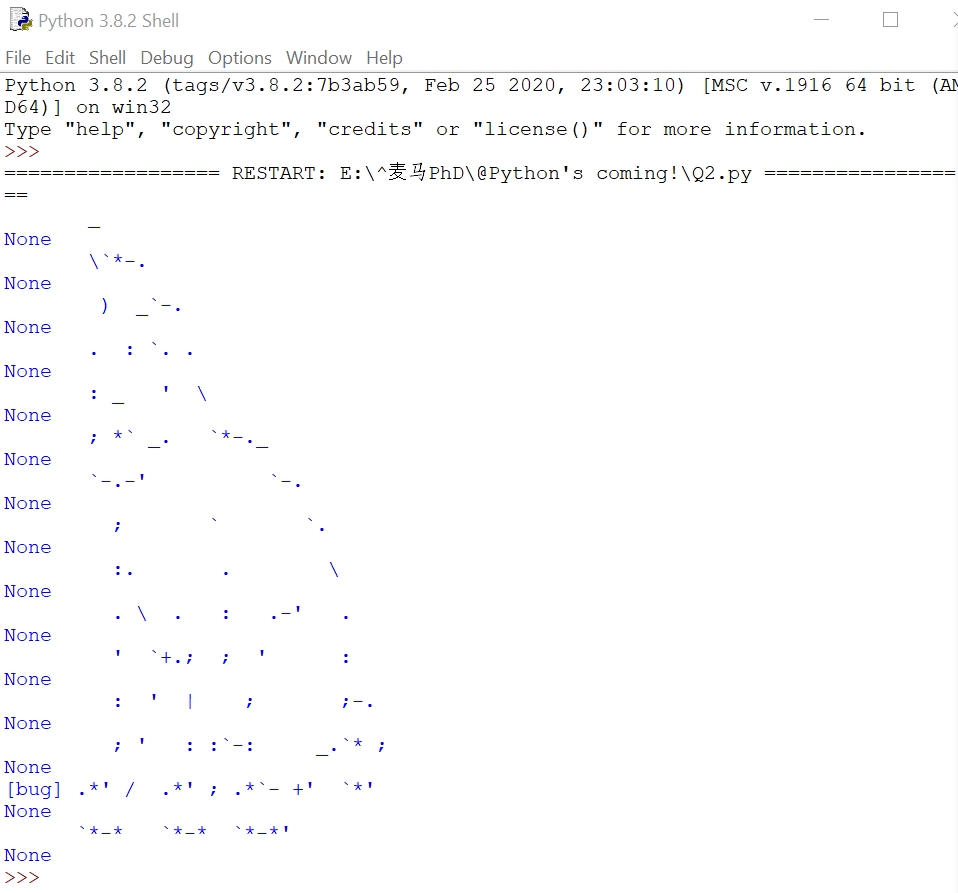 Python 3.8.2 Shell
File Edit Shell Debug Options Window Help
Python 3.8.2 (tags/v3.8.2:7b3ab59, Feb 25 2020, 23:03:10) [MSC v.1916 64 bit (AM
D64)] on win32
Type "help", "copyright", "credits" or "license()" for more information.
>>>
================== RESTART: E:\^麦马PhD\@Python's coming!\Q2.py ================
==
       _
None
       \`*-.
None
        )  _`-.
None
       .  : `. .
None
       : _   '  \
None
       ; *` _.   `*-._
None
       `-.-'          `-.
None
         ;       `       `.
None
         :.       .        \
None
         . \  .   :   .-'   .
None
         '  `+.;  ;  '      :
None
         :  '  |    ;       ;-.
None
         ; '   : :`-:     _.`* ;
None
[bug] .*' /  .*' ; .*`- +'  `*'
None
      `*-*   `*-*  `*-*'
None
>>>